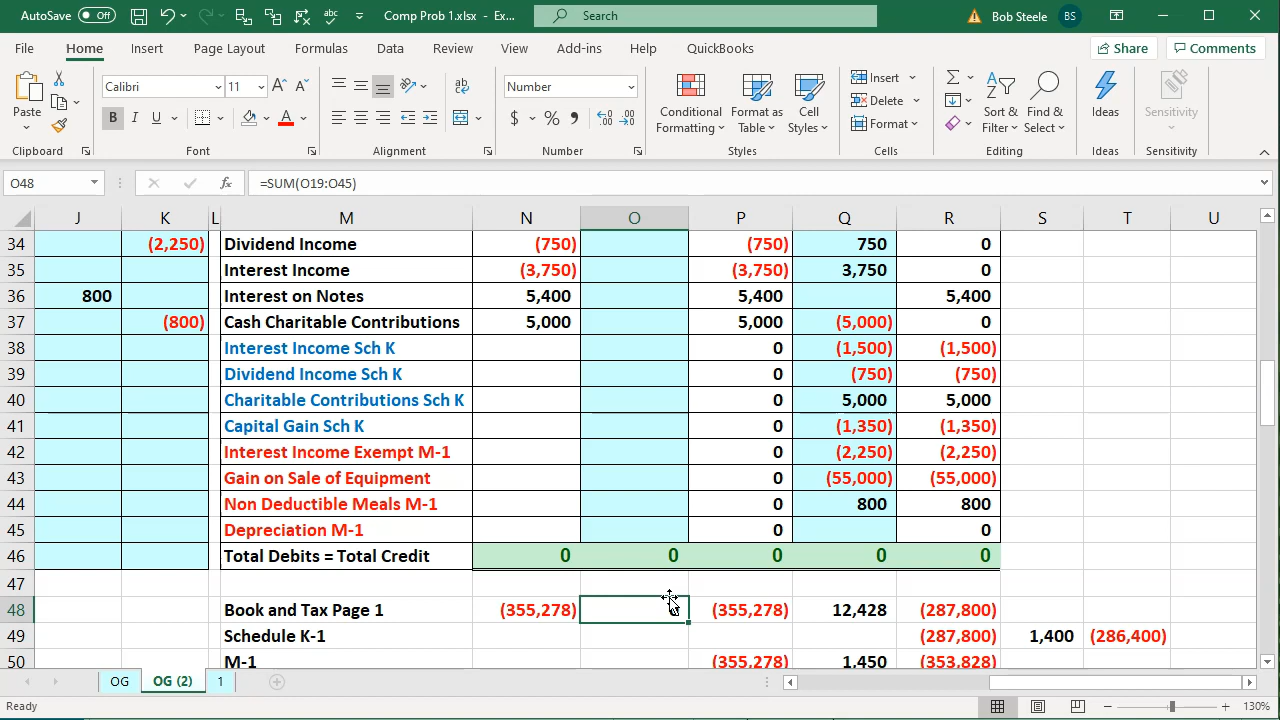 AutoSave Off Comp Prob 1.xlsx - Ex... Search Bob Steele BS
File Home Insert Page Layout Formulas Data Review View Add-ins Help QuickBooks Share Comments
Paste Calibri 11 A A ab Number Conditional Formatting Format as Table Cell Styles Insert Delete Format Sort & Filter Find & Select Ideas Sensitivity
B I U A $ % 9
Clipboard Font Alignment Number Styles Cells Editing Ideas Sensitivity
O48 fx =SUM(O19:O45)
J K L M N O P Q R S T U
34 (2,250) Dividend Income (750) (750) 750 0
35 Interest Income (3,750) (3,750) 3,750 0
36 800 Interest on Notes 5,400 5,400 5,400
37 (800) Cash Charitable Contributions 5,000 5,000 (5,000) 0
38 Interest Income Sch K 0 (1,500) (1,500)
39 Dividend Income Sch K 0 (750) (750)
40 Charitable Contributions Sch K 0 5,000 5,000
41 Capital Gain Sch K 0 (1,350) (1,350)
42 Interest Income Exempt M-1 0 (2,250) (2,250)
43 Gain on Sale of Equipment 0 (55,000) (55,000)
44 Non Deductible Meals M-1 0 800 800
45 Depreciation M-1 0 0
46 Total Debits = Total Credit 0 0 0 0 0
47
48 Book and Tax Page 1 (355,278) (355,278) 12,428 (287,800)
49 Schedule K-1 (287,800) 1,400 (286,400)
50 M-1 (355,278) 1,450 (353,828)
OG OG (2) 1
Ready 130%